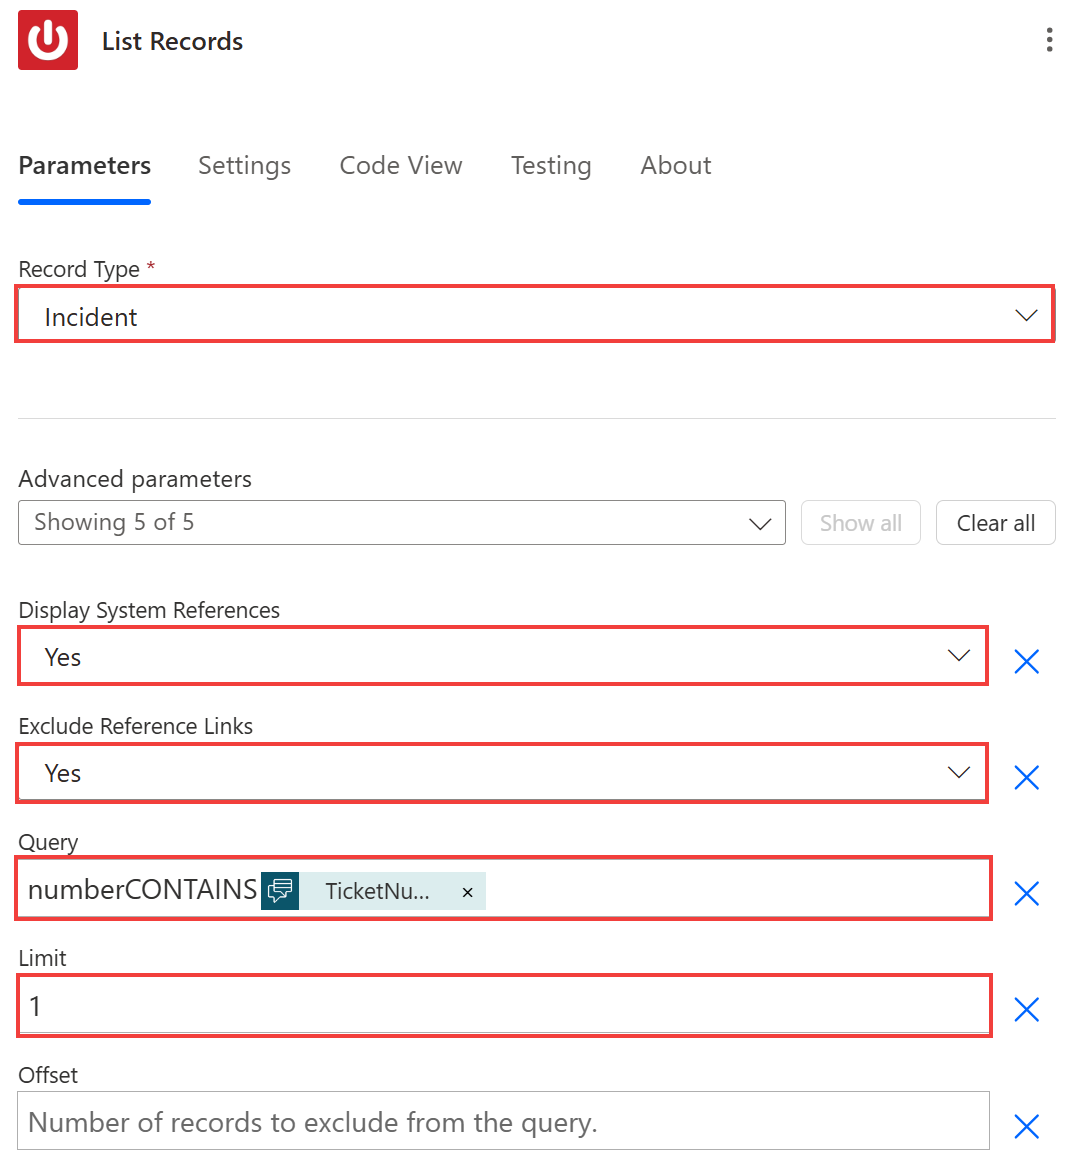 List Records
Parameters Settings Code View Testing About
Record Type *
Incident
Advanced parameters
Showing 5 of 5 Show all Clear all
Display System References
Yes
Exclude Reference Links
Yes
Query
numberCONTAINS TicketNu... ×
Limit
1
Offset
Number of records to exclude from the query.